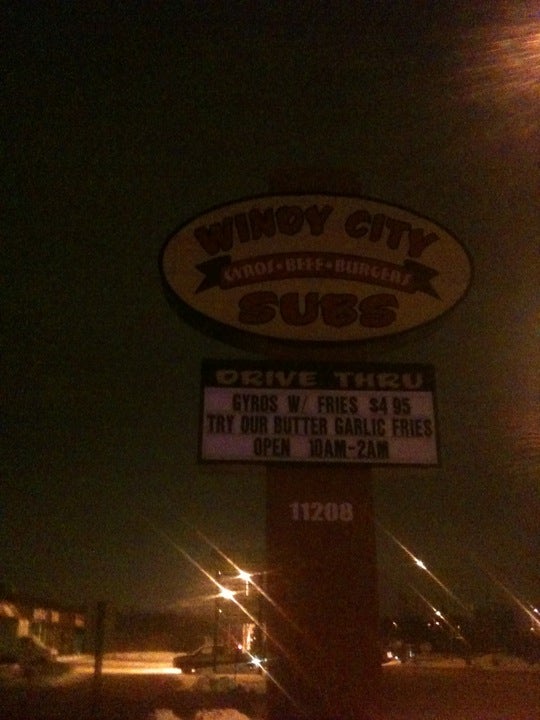 WINDY CITY
GYROS•BEEF•BURGERS
SUBS
DRIVE THRU
GYROS W/ FRIES $4 95
TRY OUR BUTTER GARLIC FRIES
OPEN 10AM-2AM
11208